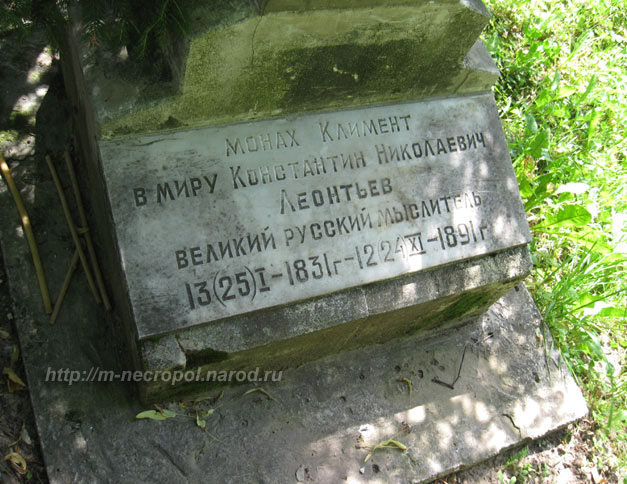 МОНАХ КЛИМЕНТ
В МИРУ КОНСТАНТИН НИКОЛАЕВИЧ
ЛЕОНТЬЕВ
ВЕЛИКИЙ РУССКИЙ МЫСЛИТЕЛЬ
13(25)I-1831г-12(24)XI-1891г
http://m-necropol.narod.ru